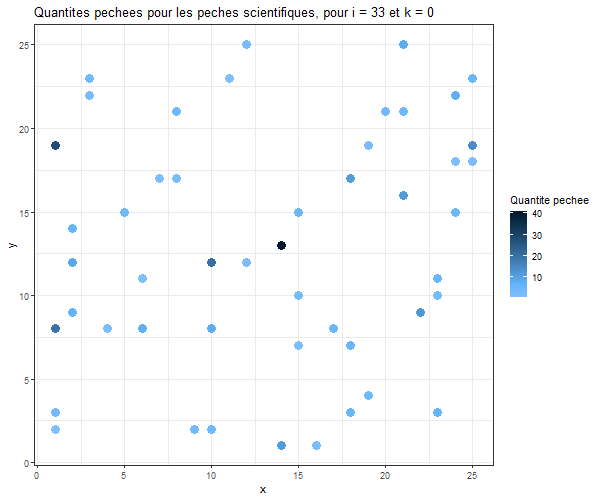 Quantites pechees pour les peches scientifiques, pour i = 33 et k = 0
25
20
15
10
5
0
y
0 5 10 15 20 25
x
Quantite pechee
40
30
20
10